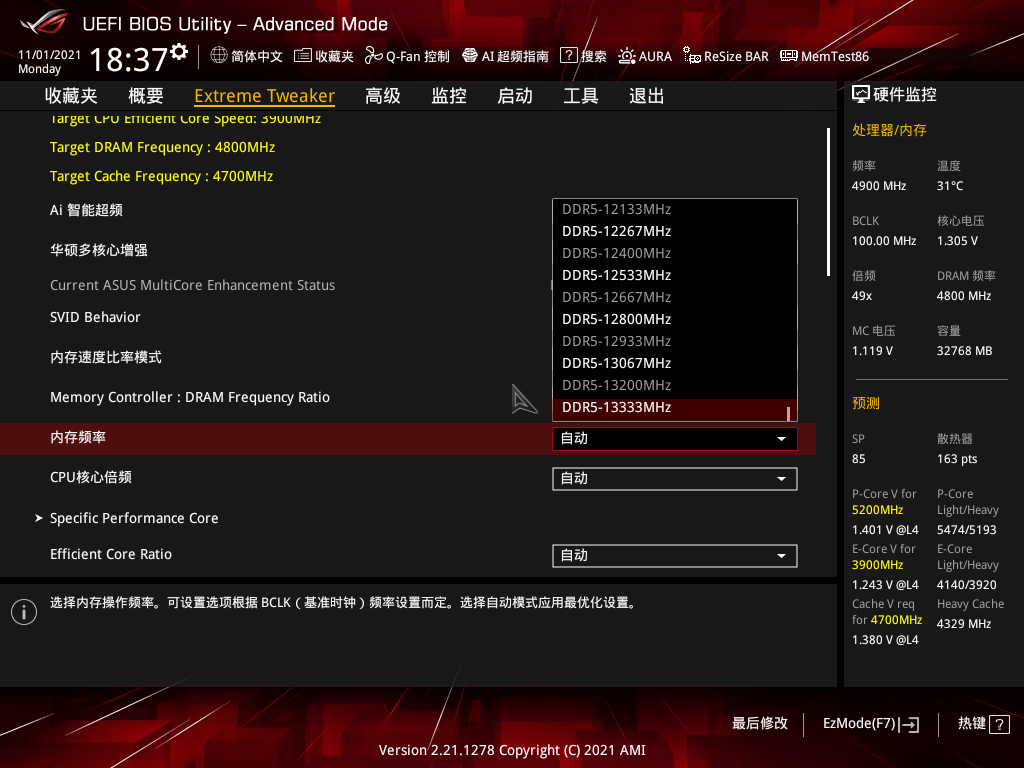 UEFI BIOS Utility – Advanced Mode
11/01/2021
Monday
18:37
简体中文
收藏夹
Q-Fan 控制
AI 超频指南
? 搜索
AURA
ReSize BAR
MemTest86
收藏夹
概要
Extreme Tweaker
高级
监控
启动
工具
退出
Target CPU Efficient Core Speed: 3900MHz
Target DRAM Frequency : 4800MHz
Target Cache Frequency : 4700MHz
Ai 智能超频
华硕多核心增强
Current ASUS MultiCore Enhancement Status
SVID Behavior
内存速度比率模式
Memory Controller : DRAM Frequency Ratio
DDR5-12133MHz
DDR5-12267MHz
DDR5-12400MHz
DDR5-12533MHz
DDR5-12667MHz
DDR5-12800MHz
DDR5-12933MHz
DDR5-13067MHz
DDR5-13200MHz
DDR5-13333MHz
内存频率 自动
CPU核心倍频 自动
Specific Performance Core
Efficient Core Ratio 自动
选择内存操作频率。可设置选项根据 BCLK（基准时钟）频率设置而定。选择自动模式应用最优化设置。
硬件监控
处理器/内存
频率 温度
4900 MHz 31°C
BCLK 核心电压
100.00 MHz 1.305 V
倍频 DRAM 频率
49x 4800 MHz
MC 电压 容量
1.119 V 32768 MB
预测
SP 散热器
85 163 pts
P-Core V for P-Core
5200MHz Light/Heavy
1.401 V @L4 5474/5193
E-Core V for E-Core
3900MHz Light/Heavy
1.243 V @L4 4140/3920
Cache V req Heavy Cache
for 4700MHz 4329 MHz
1.380 V @L4
最后修改
EzMode(F7)
热键 ?
Version 2.21.1278 Copyright (C) 2021 AMI